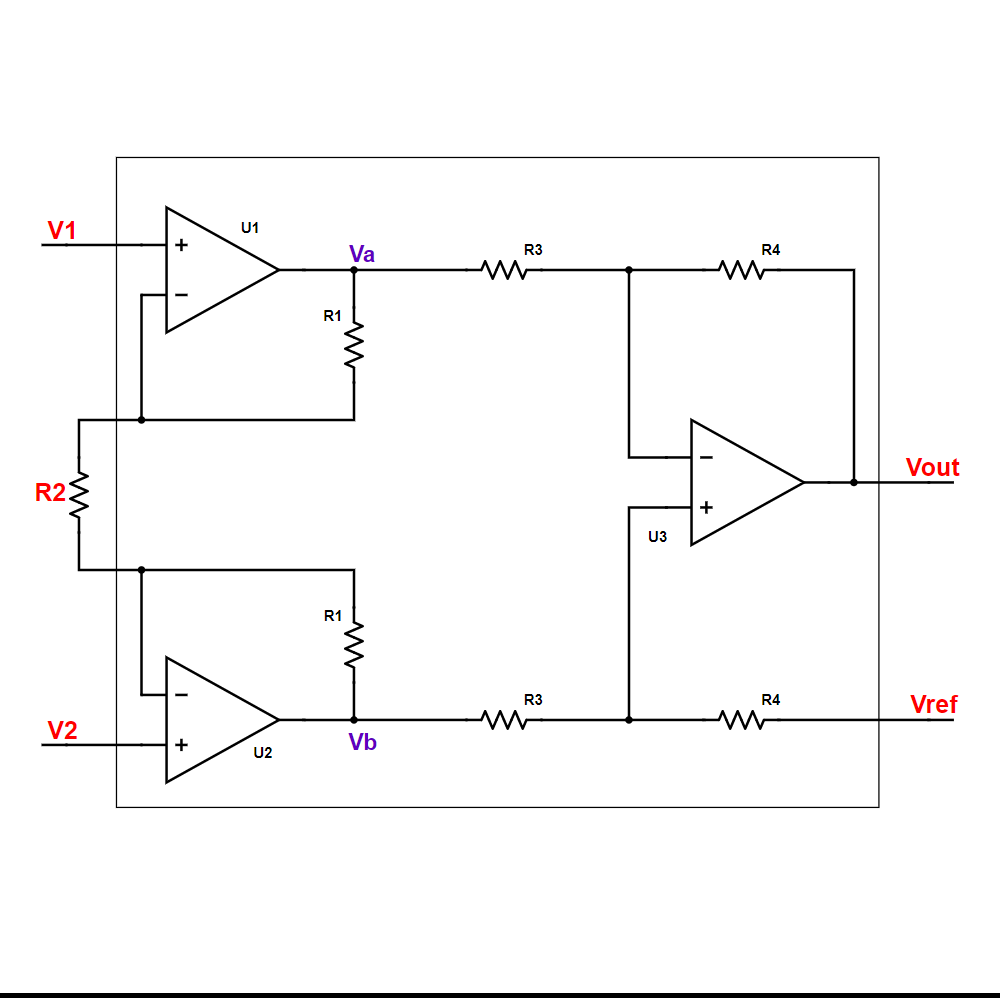 V1
U1
+
−
Va
R3
R4
R1
R2
−
+
Vout
U3
R1
−
+
V2
U2
Vb
R3
R4
Vref